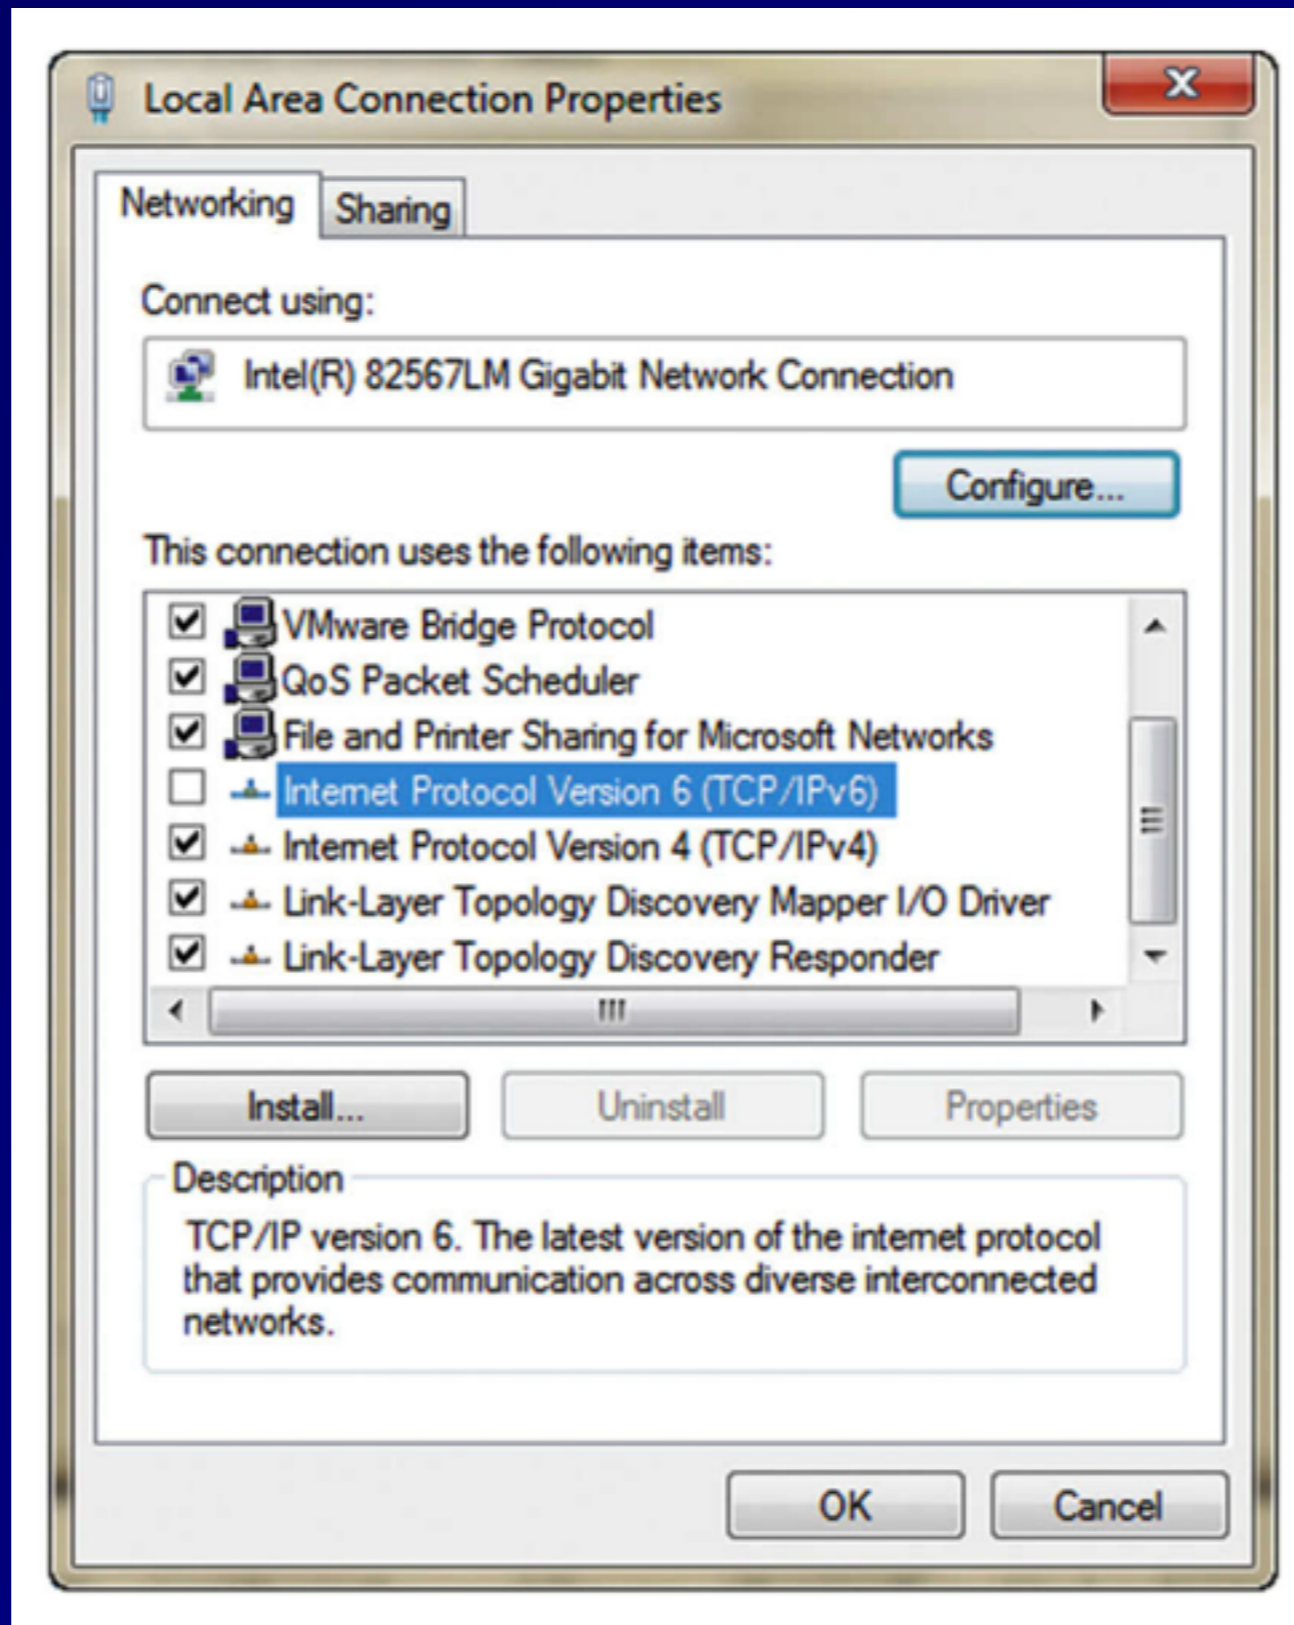 Local Area Connection Properties
Networking
Sharing
Connect using:
Intel(R) 82567LM Gigabit Network Connection
Configure...
This connection uses the following items:
VMware Bridge Protocol
QoS Packet Scheduler
File and Printer Sharing for Microsoft Networks
Internet Protocol Version 6 (TCP/IPv6)
Internet Protocol Version 4 (TCP/IPv4)
Link-Layer Topology Discovery Mapper I/O Driver
Link-Layer Topology Discovery Responder
Install...
Uninstall
Properties
Description
TCP/IP version 6. The latest version of the internet protocol
that provides communication across diverse interconnected
networks.
OK
Cancel